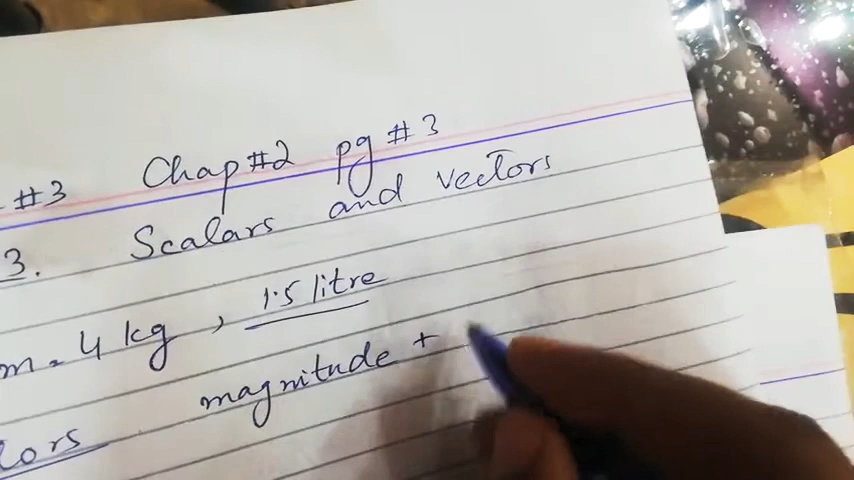 #3 Chap#2 pg#3
3. Scalars and vectors
m = 4 kg, 1.5 litre
magnitude +